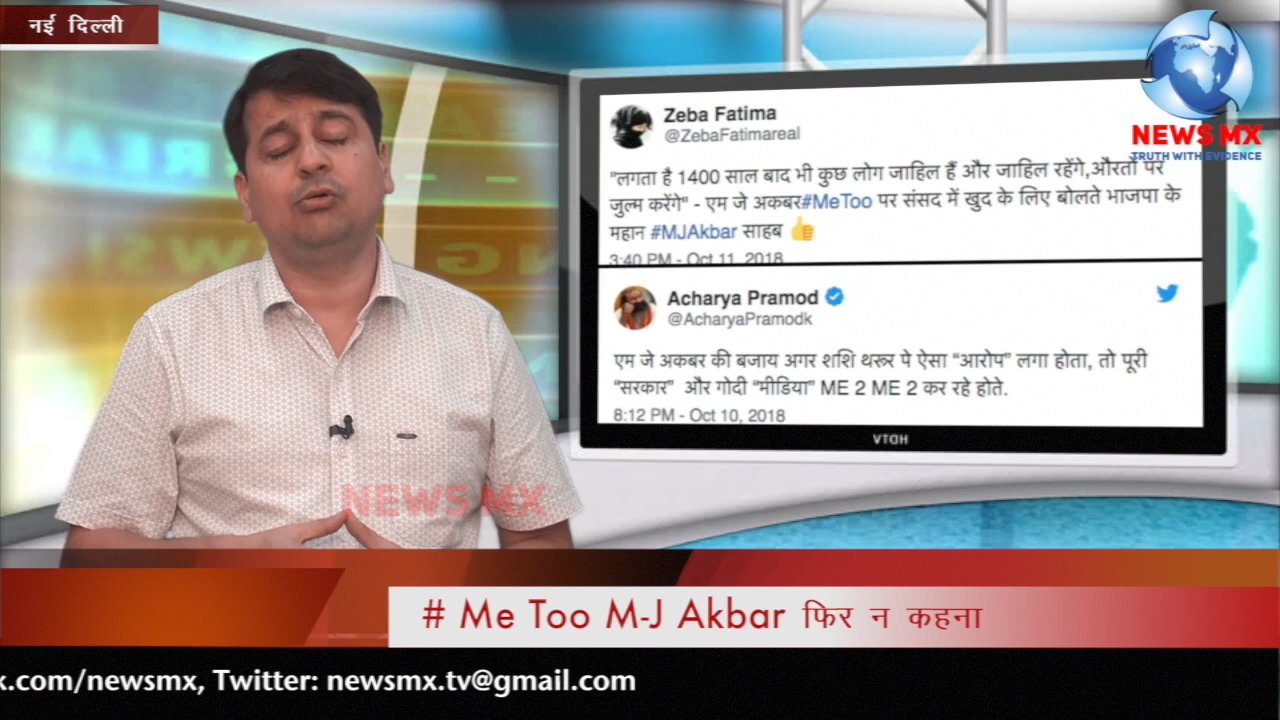 नई दिल्ली
Zeba Fatima
@ZebaFatimareal
"लगता है 1400 साल बाद भी कुछ लोग जाहिल हैं और जाहिल रहेंगे,औरतों पर
जुल्म करेंगे" - एम जे अकबर#MeToo पर संसद में खुद के लिए बोलते भाजपा के
महान #MJAkbar साहब 👍
3:40 PM - Oct 11, 2018
Acharya Pramod
@AcharyaPramodk
एम जे अकबर की बजाय अगर शशि थरूर पे ऐसा “आरोप” लगा होता, तो पूरी
“सरकार” और गोदी “मीडिया” ME 2 ME 2 कर रहे होते.
8:12 PM - Oct 10, 2018
HDTV
NEWS MX
TRUTH WITH EVIDENCE
NEWS MX
# Me Too M-J Akbar फिर न कहना
k.com/newsmx, Twitter: newsmx.tv@gmail.com